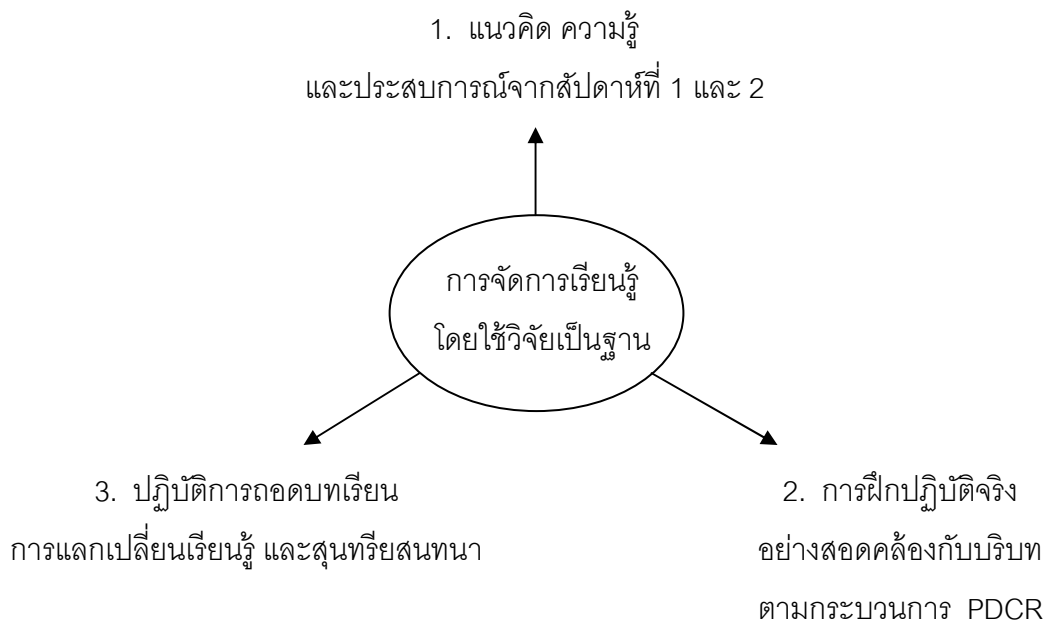 1. แนวคิด ความรู้
และประสบการณ์จากสัปดาห์ที่ 1 และ 2
การจัดการเรียนรู้
โดยใช้วิจัยเป็นฐาน
3. ปฏิบัติการถอดบทเรียน
การแลกเปลี่ยนเรียนรู้ และสุนทรียสนทนา
2. การฝึกปฏิบัติจริง
อย่างสอดคล้องกับบริบท
ตามกระบวนการ PDCR